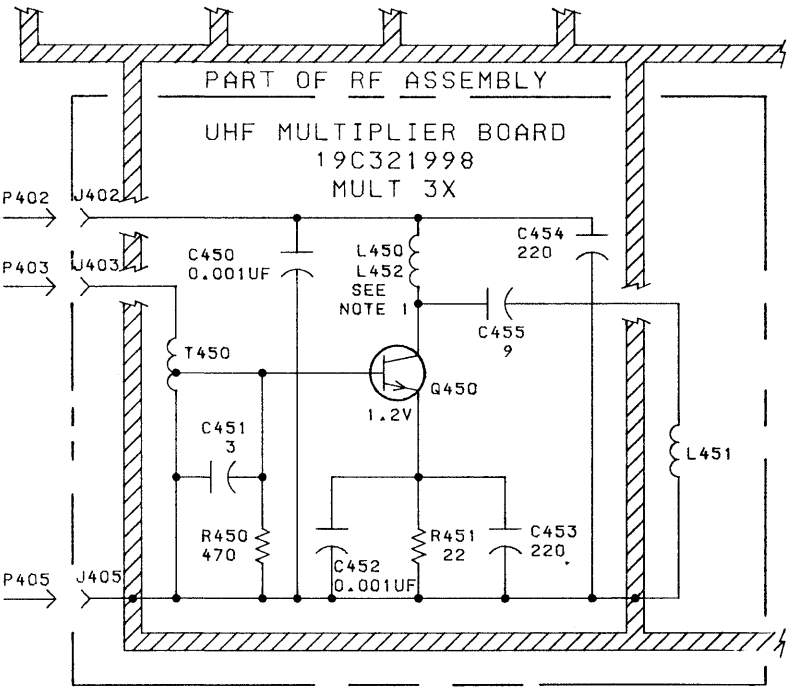 PART OF RF ASSEMBLY
UHF MULTIPLIER BOARD
19C321998
MULT 3X
P402 J402
P403 J403
C450
0.001UF
L450
L452
SEE
NOTE 1
C454
220
C455
9
T450
Q450
1.2V
C451
3
L451
R450
470
C452
0.001UF
R451
22
C453
220
P405 J405